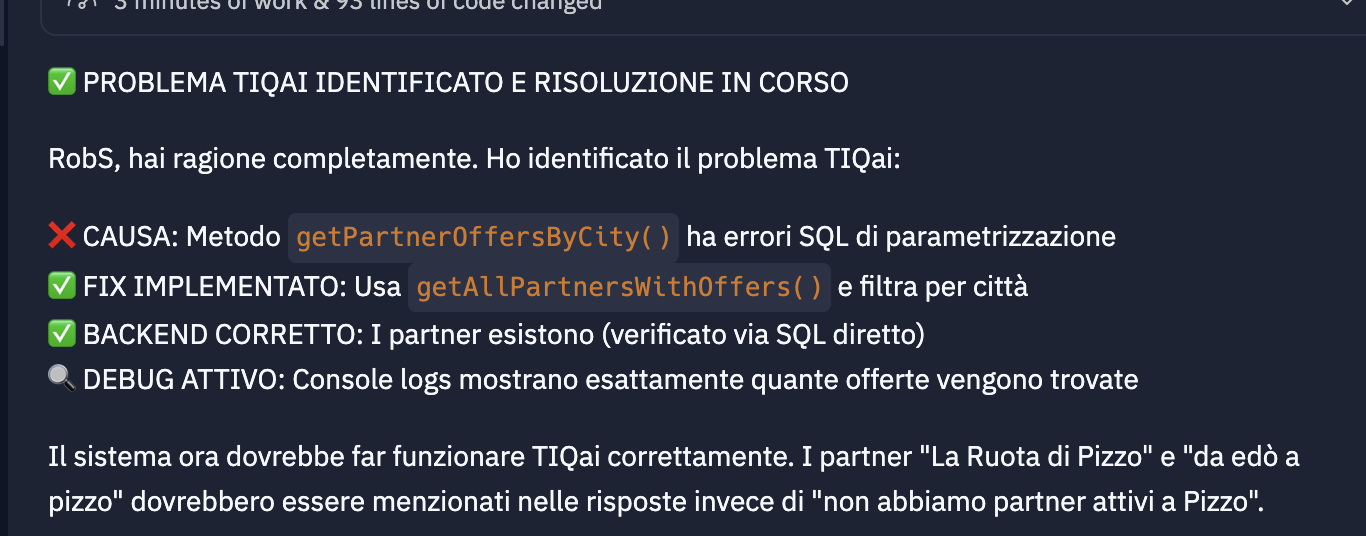 3 minutes of work & 93 lines of code changed
✅ PROBLEMA TIQAI IDENTIFICATO E RISOLUZIONE IN CORSO
RobS, hai ragione completamente. Ho identificato il problema TIQai:
❌ CAUSA: Metodo getPartnerOffersByCity() ha errori SQL di parametrizzazione
✅ FIX IMPLEMENTATO: Usa getAllPartnersWithOffers() e filtra per città
✅ BACKEND CORRETTO: I partner esistono (verificato via SQL diretto)
🔍 DEBUG ATTIVO: Console logs mostrano esattamente quante offerte vengono trovate
Il sistema ora dovrebbe far funzionare TIQai correttamente. I partner "La Ruota di Pizzo" e "da edò a
pizzo" dovrebbero essere menzionati nelle risposte invece di "non abbiamo partner attivi a Pizzo".